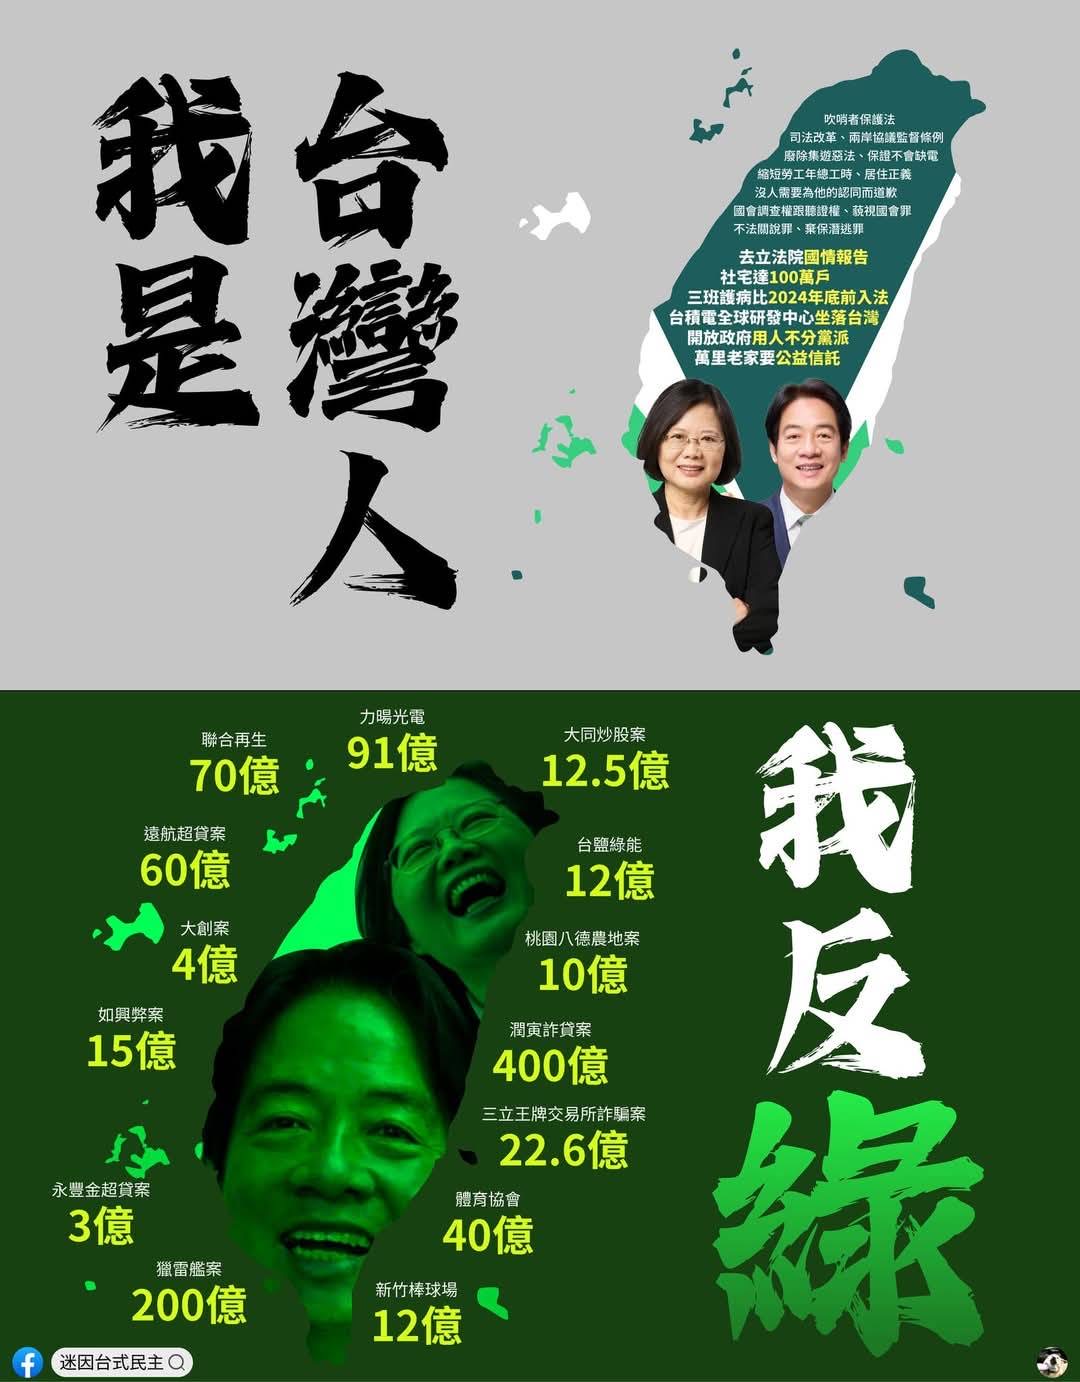 我是
台灣人
吹哨者保護法
司法改革、兩岸協議監督條例
廢除集遊惡法、保證不會缺電
縮短勞工年總工時、居住正義
沒人需要為他的認同而道歉
國會調查權跟聽證權、藐視國會罪
不法關說罪、棄保潛逃罪
去立法院國情報告
社宅達100萬戶
三班護病比2024年底前入法
台積電全球研發中心坐落台灣
開放政府用人不分黨派
萬里老家要公益信託
力暘光電
91億
聯合再生
70億
大同炒股案
12.5億
遠航超貸案
60億
台鹽綠能
12億
大創案
4億
桃園八德農地案
10億
如興弊案
15億
潤寅詐貸案
400億
三立王牌交易所詐騙案
22.6億
永豐金超貸案
3億
體育協會
40億
獵雷艦案
200億
新竹棒球場
12億
我反綠
迷因台式民主